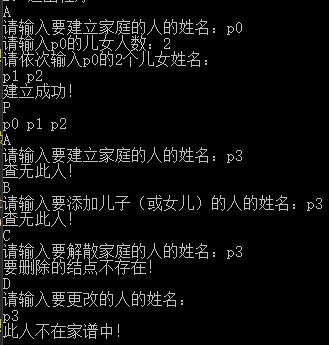 A
请输入要建立家庭的人的姓名：p0
请输入p0的儿女人数：2
请依次输入p0的2个儿女姓名：
p1 p2
建立成功！
P
p0 p1 p2
A
请输入要建立家庭的人的姓名：p3
查无此人！
B
请输入要添加儿子（或女儿）的人的姓名：p3
查无此人！
C
请输入要解散家庭的人的姓名：p3
要删除的结点不存在！
D
请输入要更改的人的姓名：
p3
此人不在家谱中！